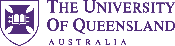 THE UNIVERSITY
OF QUEENSLAND
AUSTRALIA